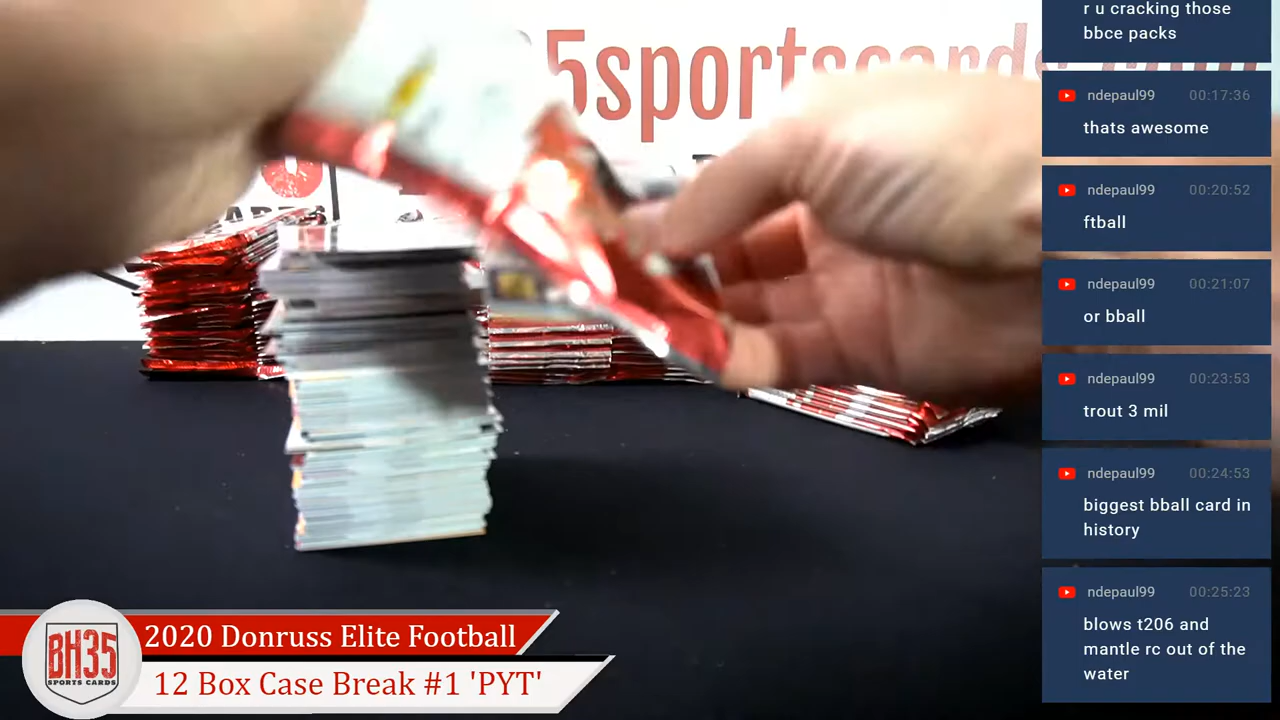 5sportscards
r u cracking those
bbce packs
ndepaul99 00:17:36
thats awesome
ndepaul99 00:20:52
ftball
ndepaul99 00:21:07
or bball
ndepaul99 00:23:53
trout 3 mil
ndepaul99 00:24:53
biggest bball card in
history
ndepaul99 00:25:23
blows t206 and
mantle rc out of the
water
BH35
SPORTS CARDS
2020 Donruss Elite Football
12 Box Case Break #1 'PYT'